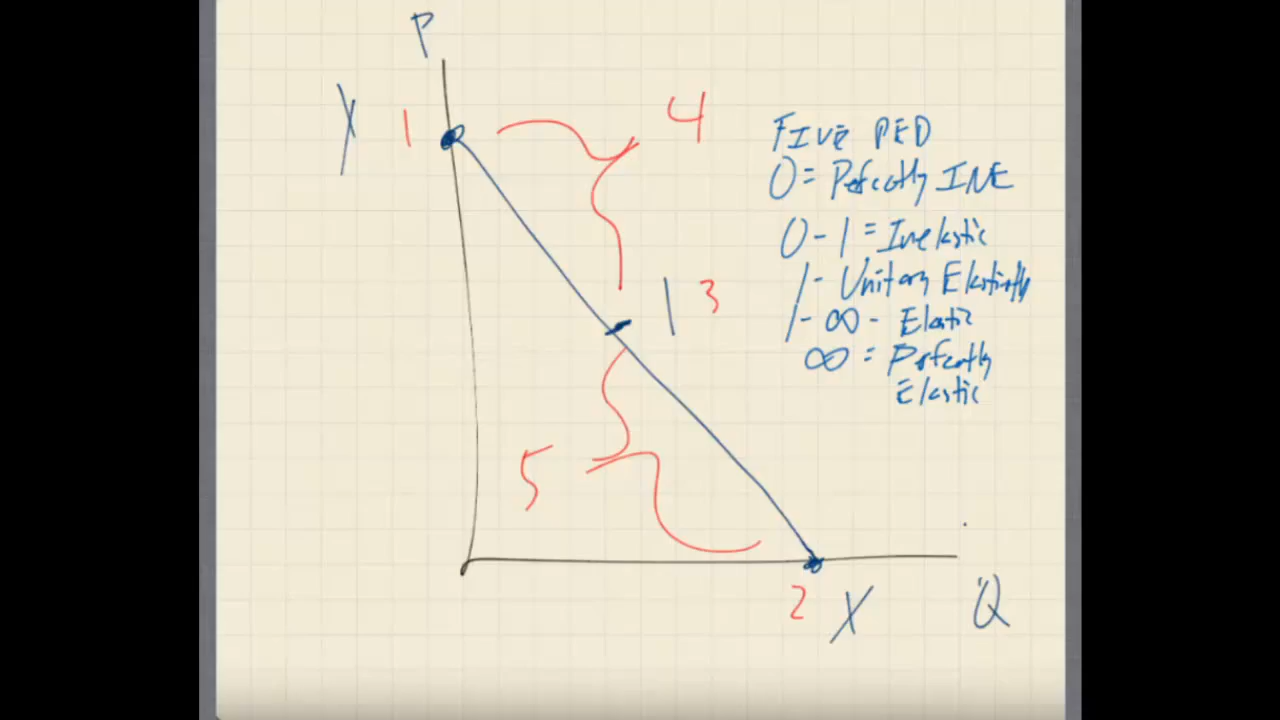 P
Y 1
4
FIVE PED
0 = Perfectly INE
0 - 1 = Inelastic
1 - Unitary Elasticity
1 - ∞ - Elastic
∞ = Perfectly
Elastic
1 3
5
2 X Q